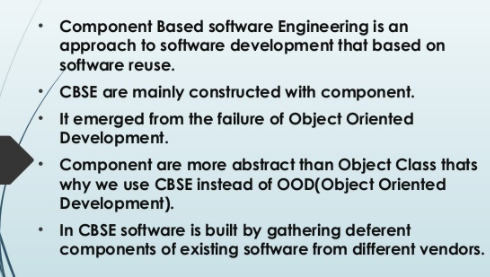 • Component Based software Engineering is an
approach to software development that based on
software reuse.
• CBSE are mainly constructed with component.
• It emerged from the failure of Object Oriented
Development.
• Component are more abstract than Object Class thats
why we use CBSE instead of OOD(Object Oriented
Development).
• In CBSE software is built by gathering deferent
components of existing software from different vendors.